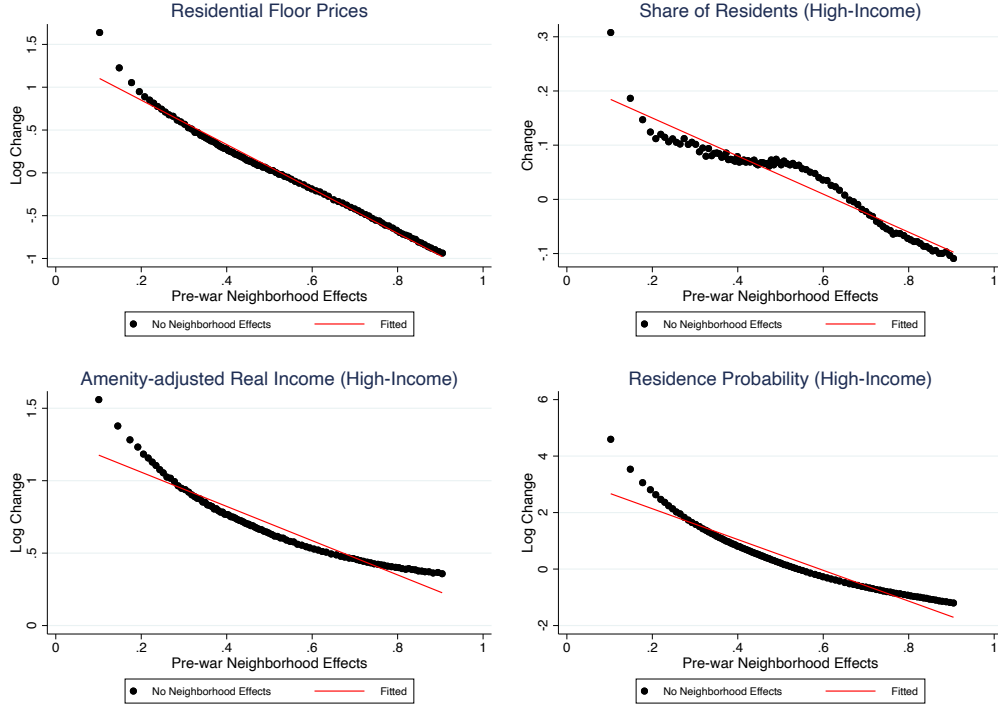 Residential Floor Prices
Log Change
1.5
1
.5
0
-.5
-1
0 .2 .4 .6 .8 1
Pre-war Neighborhood Effects
No Neighborhood Effects Fitted
Share of Residents (High-Income)
Change
.3
.2
.1
0
-.1
0 .2 .4 .6 .8 1
Pre-war Neighborhood Effects
No Neighborhood Effects Fitted
Amenity-adjusted Real Income (High-Income)
Log Change
1.5
1
.5
0
0 .2 .4 .6 .8 1
Pre-war Neighborhood Effects
No Neighborhood Effects Fitted
Residence Probability (High-Income)
Log Change
6
4
2
0
-2
0 .2 .4 .6 .8 1
Pre-war Neighborhood Effects
No Neighborhood Effects Fitted